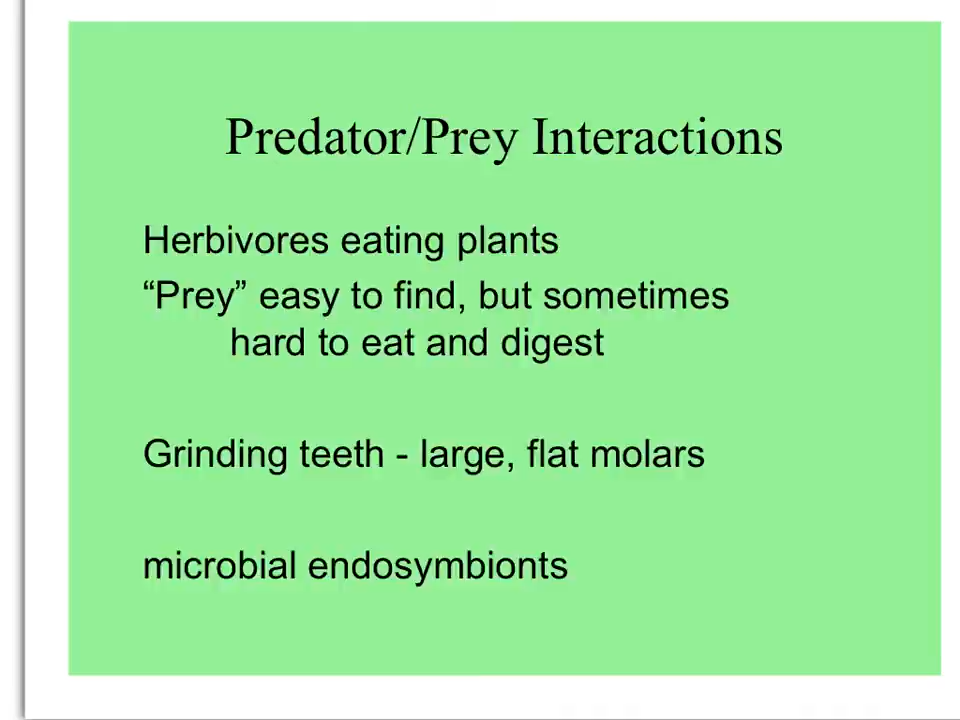 Predator/Prey Interactions
Herbivores eating plants
“Prey” easy to find, but sometimes
hard to eat and digest
Grinding teeth - large, flat molars
microbial endosymbionts